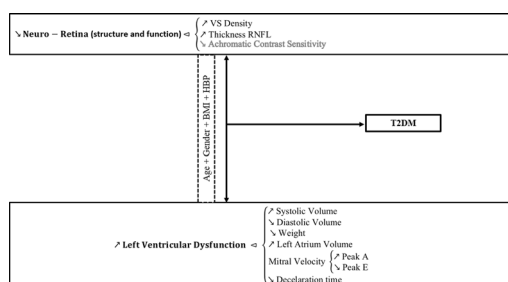 ↗ VS Density
↘ Neuro – Retina (structure and function) ⊲ ↗ Thickness RNFL
↘ Achromatic Contrast Sensitivity
Age + Gender + BMI + HBP
T2DM
↗ Systolic Volume
↘ Diastolic Volume
↘ Weight
↗ Left Ventricular Dysfunction ⊲ ↗ Left Atrium Volume
Mitral Velocity ↗ Peak A
↘ Peak E
↘ Decelaration time